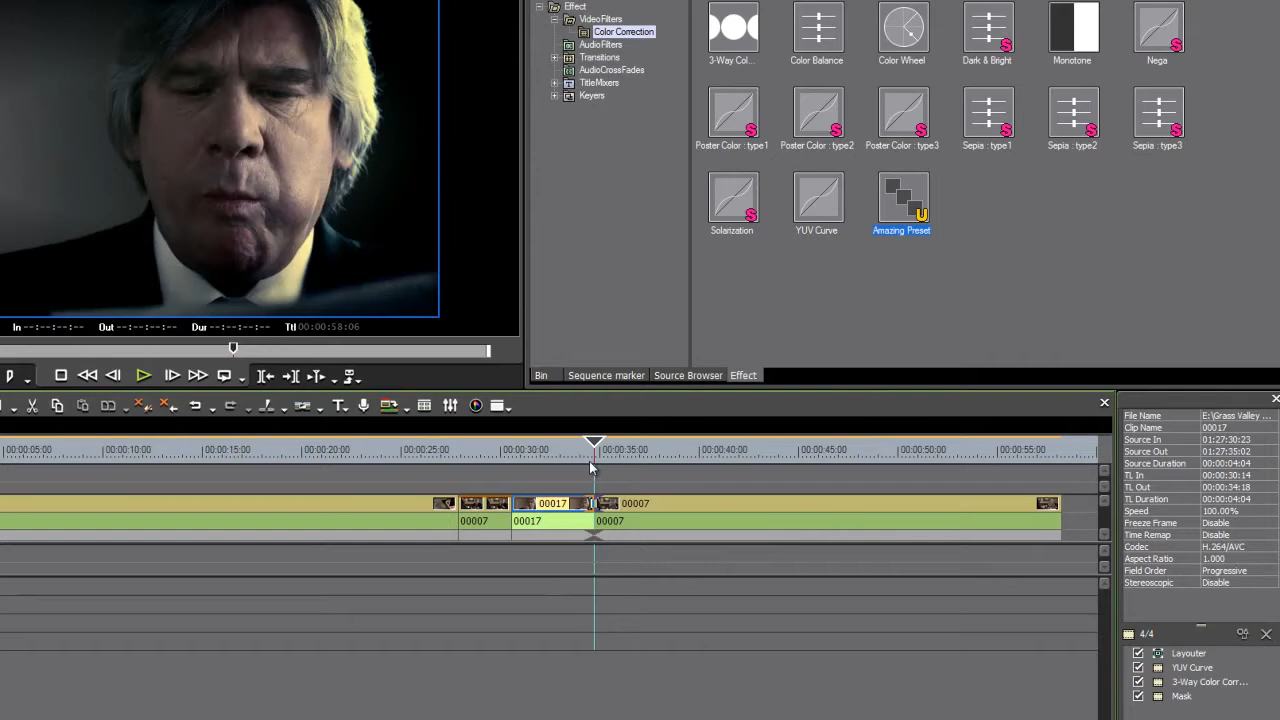 Effect
VideoFilters
Color Correction
AudioFilters
Transitions
AudioCrossFades
TitleMixers
Keyers
3-Way Col... Color Balance Color Wheel Dark & Bright Monotone Nega
S S
Poster Color : type1 Poster Color : type2 Poster Color : type3 Sepia : type1 Sepia : type2 Sepia : type3
S S S S S S
Solarization YUV Curve Amazing Preset
S U
In --:--:--:-- Out --:--:--:-- Dur --:--:--:-- Ttl 00:00:58:06
Bin Sequence marker Source Browser Effect
00:00:05:00 00:00:10:00 00:00:15:00 00:00:20:00 00:00:25:00 00:00:30:00 00:00:35:00 00:00:40:00 00:00:45:00 00:00:50:00 00:00:55:00
00017 00007
00007 00017 00007
File Name E:\Grass Valley ...
Clip Name 00017
Source In 01:27:30:23
Source Out 01:27:35:02
Source Duration 00:00:04:04
TL In 00:00:30:14
TL Out 00:00:34:18
TL Duration 00:00:04:04
Speed 100.00%
Freeze Frame Disable
Time Remap Disable
Codec H.264/AVC
Aspect Ratio 1.000
Field Order Progressive
Stereoscopic Disable
4/4
Layouter
YUV Curve
3-Way Color Corr...
Mask